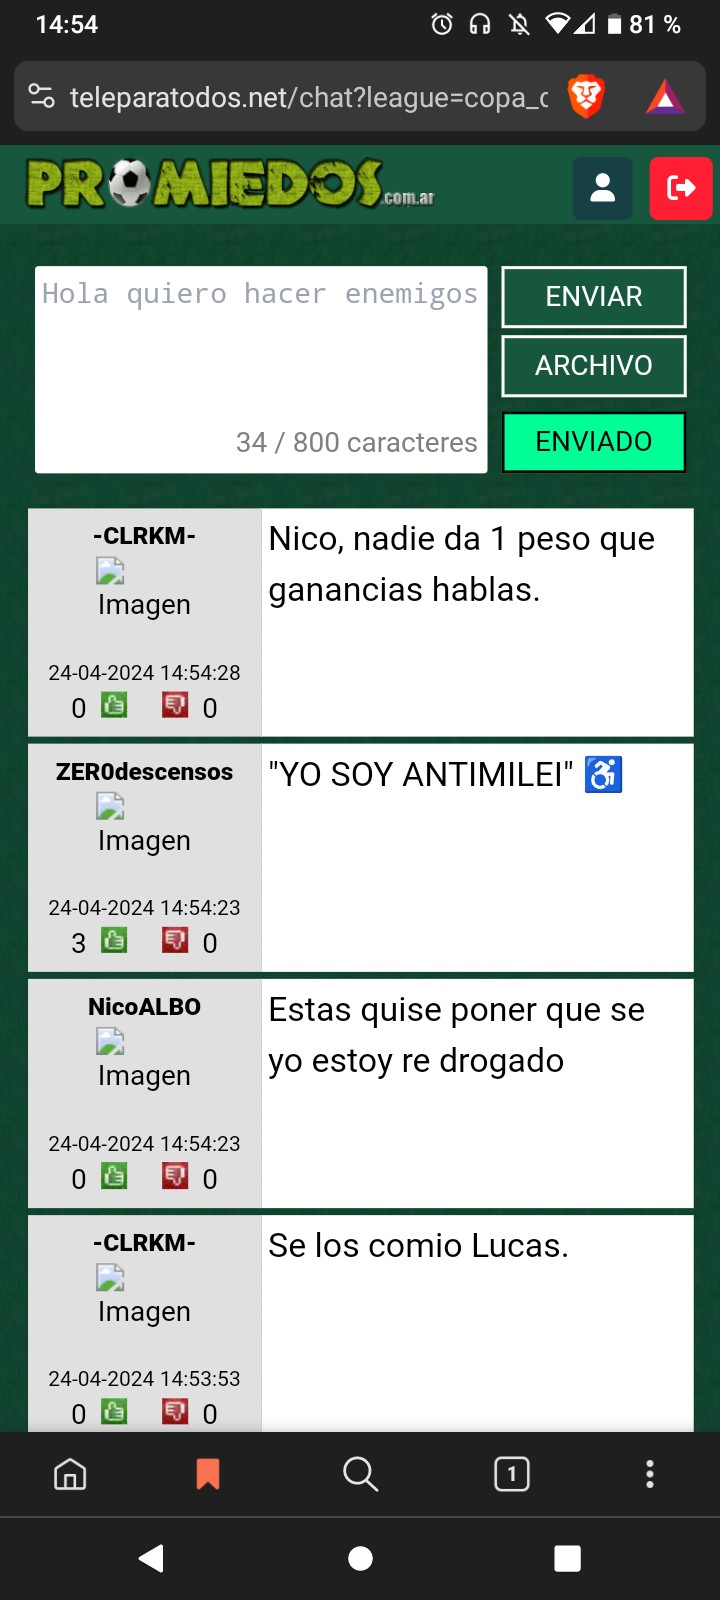 14:54
81 %
teleparatodos.net/chat?league=copa_c
PROMIEDOS.com.ar
Hola quiero hacer enemigos
34 / 800 caracteres
ENVIAR
ARCHIVO
ENVIADO
-CLRKM-
Imagen
24-04-2024 14:54:28
0 0
Nico, nadie da 1 peso que
ganancias hablas.
ZER0descensos
Imagen
24-04-2024 14:54:23
3 0
"YO SOY ANTIMILEI" ♿
NicoALBO
Imagen
24-04-2024 14:54:23
0 0
Estas quise poner que se
yo estoy re drogado
-CLRKM-
Imagen
24-04-2024 14:53:53
0 0
Se los comio Lucas.
1